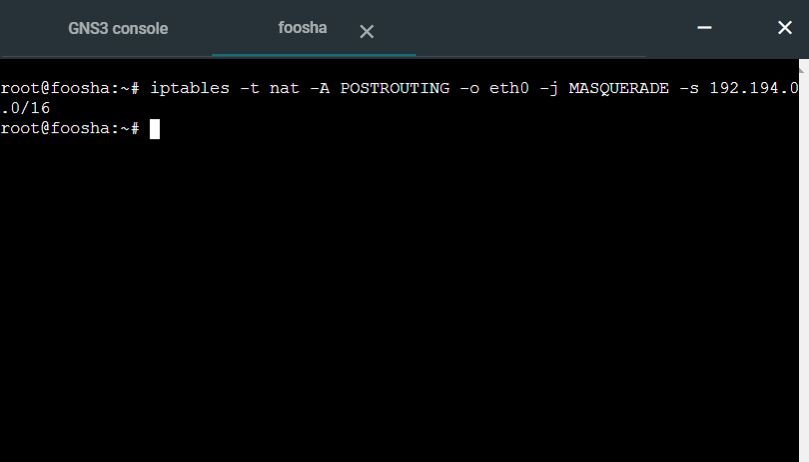 GNS3 console
foosha
root@foosha:~# iptables -t nat -A POSTROUTING -o eth0 -j MASQUERADE -s 192.194.0
.0/16
root@foosha:~#